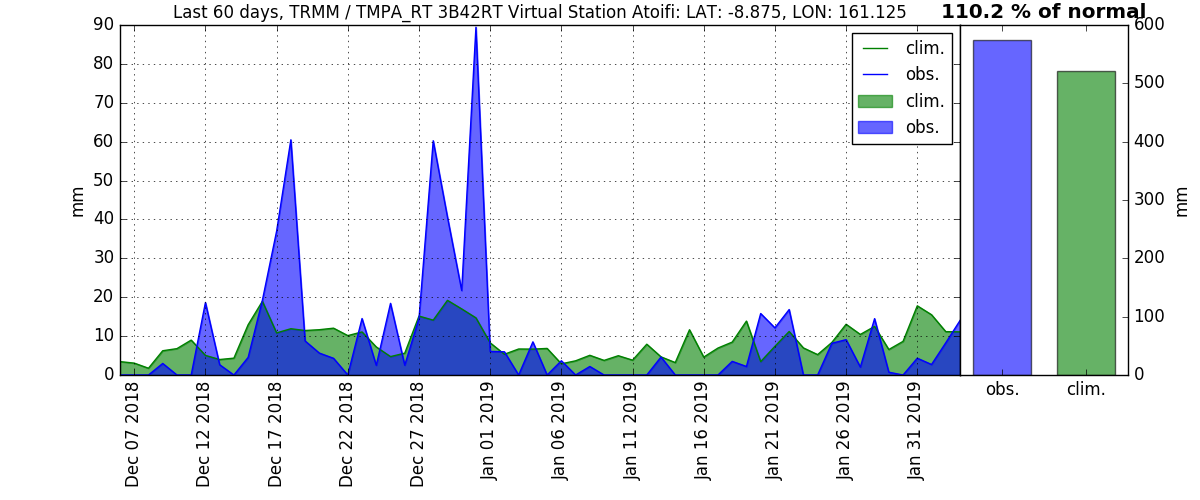 Last 60 days, TRMM / TMPA_RT 3B42RT Virtual Station Atoifi: LAT: -8.875, LON: 161.125
110.2 % of normal
90
80
70
60
50
40
30
20
10
0
mm
clim.
obs.
clim.
obs.
600
500
400
300
200
100
0
mm
obs.
clim.
Dec 07 2018
Dec 12 2018
Dec 17 2018
Dec 22 2018
Dec 27 2018
Jan 01 2019
Jan 06 2019
Jan 11 2019
Jan 16 2019
Jan 21 2019
Jan 26 2019
Jan 31 2019